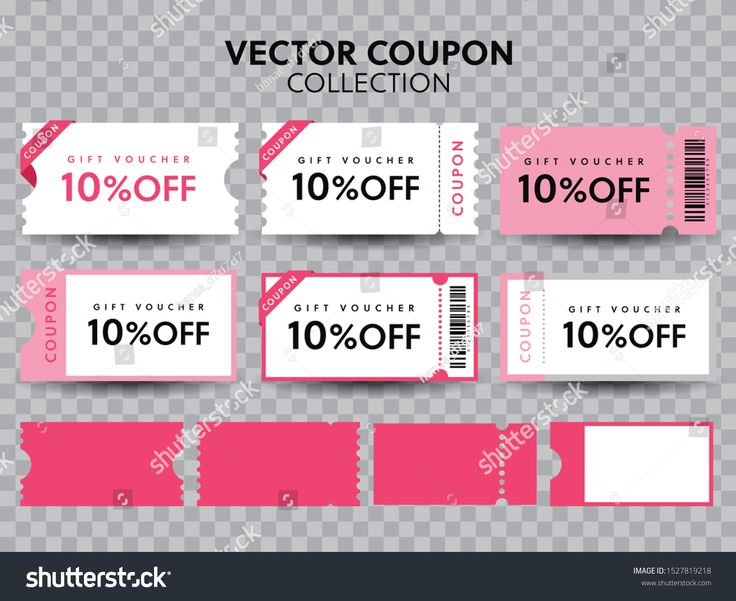 VECTOR COUPON
COLLECTION
COUPON
GIFT VOUCHER
10%OFF
COUPON
GIFT VOUCHER
10%OFF
COUPON
GIFT VOUCHER
10%OFF
COUPON
GIFT VOUCHER
10%OFF
COUPON
GIFT VOUCHER
10%OFF
COUPON
GIFT VOUCHER
10%OFF
shutterstock
IMAGE ID: 1527819218
www.shutterstock.com